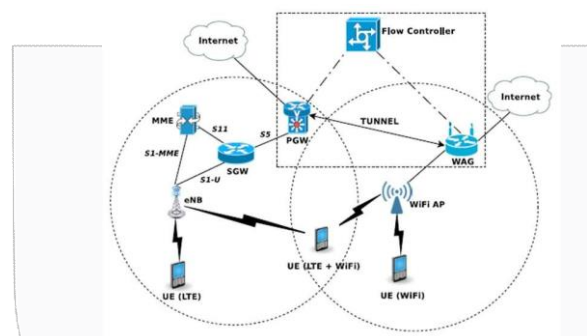 Internet
Flow Controller
Internet
MME
S11
S5
PGW
TUNNEL
S1-MME
SGW
WAG
S1-U
eNB
WiFi AP
UE (LTE + WiFi)
UE (LTE)
UE (WiFi)